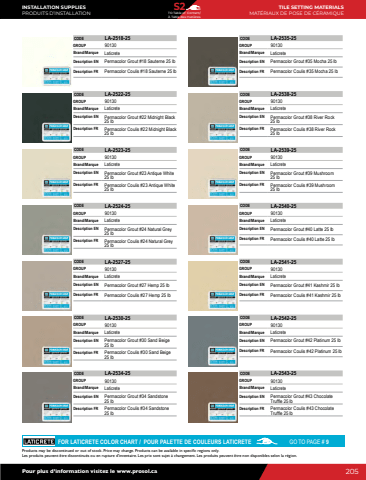 INSTALLATION SUPPLIES
PRODUITS D'INSTALLATION
S2
TILE SETTING MATERIALS
MATÉRIAUX DE POSE DE CÉRAMIQUE
CODE LA-2518-25
GROUP 90130
Brand/Marque Laticrete
Description EN Permacolor Grout #18 Sauterne 25 lb
Description FR Permacolor Coulis #18 Sauterne 25 lb
CODE LA-2522-25
GROUP 90130
Brand/Marque Laticrete
Description EN Permacolor Grout #22 Midnight Black
25 lb
Description FR Permacolor Coulis #22 Midnight Black
25 lb
CODE LA-2523-25
GROUP 90130
Brand/Marque Laticrete
Description EN Permacolor Grout #23 Antique White
25 lb
Description FR Permacolor Coulis #23 Antique White
25 lb
CODE LA-2524-25
GROUP 90130
Brand/Marque Laticrete
Description EN Permacolor Grout #24 Natural Grey
25 lb
Description FR Permacolor Coulis #24 Natural Grey
25 lb
CODE LA-2527-25
GROUP 90130
Brand/Marque Laticrete
Description EN Permacolor Grout #27 Hemp 25 lb
Description FR Permacolor Coulis #27 Hemp 25 lb
CODE LA-2530-25
GROUP 90130
Brand/Marque Laticrete
Description EN Permacolor Grout #30 Sand Beige
25 lb
Description FR Permacolor Coulis #30 Sand Beige
25 lb
CODE LA-2534-25
GROUP 90130
Brand/Marque Laticrete
Description EN Permacolor Grout #34 Sandstone
25 lb
Description FR Permacolor Coulis #34 Sandstone
25 lb
CODE LA-2535-25
GROUP 90130
Brand/Marque Laticrete
Description EN Permacolor Grout #35 Mocha 25 lb
Description FR Permacolor Coulis #35 Mocha 25 lb
CODE LA-2538-25
GROUP 90130
Brand/Marque Laticrete
Description EN Permacolor Grout #38 River Rock
25 lb
Description FR Permacolor Coulis #38 River Rock
25 lb
CODE LA-2539-25
GROUP 90130
Brand/Marque Laticrete
Description EN Permacolor Grout #39 Mushroom
25 lb
Description FR Permacolor Coulis #39 Mushroom
25 lb
CODE LA-2540-25
GROUP 90130
Brand/Marque Laticrete
Description EN Permacolor Grout #40 Latte 25 lb
Description FR Permacolor Coulis #40 Latte 25 lb
CODE LA-2541-25
GROUP 90130
Brand/Marque Laticrete
Description EN Permacolor Grout #41 Kashmir 25 lb
Description FR Permacolor Coulis #41 Kashmir 25 lb
CODE LA-2542-25
GROUP 90130
Brand/Marque Laticrete
Description EN Permacolor Grout #42 Platinum 25 lb
Description FR Permacolor Coulis #42 Platinum 25 lb
CODE LA-2543-25
GROUP 90130
Brand/Marque Laticrete
Description EN Permacolor Grout #43 Chocolate
Truffle 25 lb
Description FR Permacolor Coulis #43 Chocolate
Truffle 25 lb
LATICRETE FOR LATICRETE COLOR CHART / POUR PALETTE DE COULEURS LATICRETE GO TO PAGE # 9
Products may be discontinued or out of stock. Price may change. Products can be available in specific regions only.
Les produits peuvent être discontinués ou en rupture d'inventaire. Les prix sont sujet à changement. Les produits peuvent être non disponibles selon la région.
Pour plus d'information visitez le www.prosol.ca
205